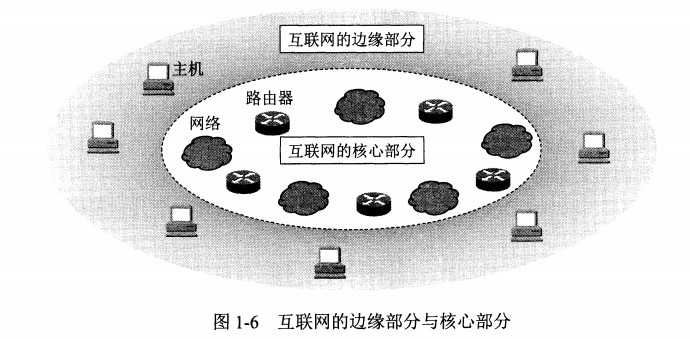 互联网的边缘部分
主机
路由器
网络
互联网的核心部分
图 1-6 互联网的边缘部分与核心部分